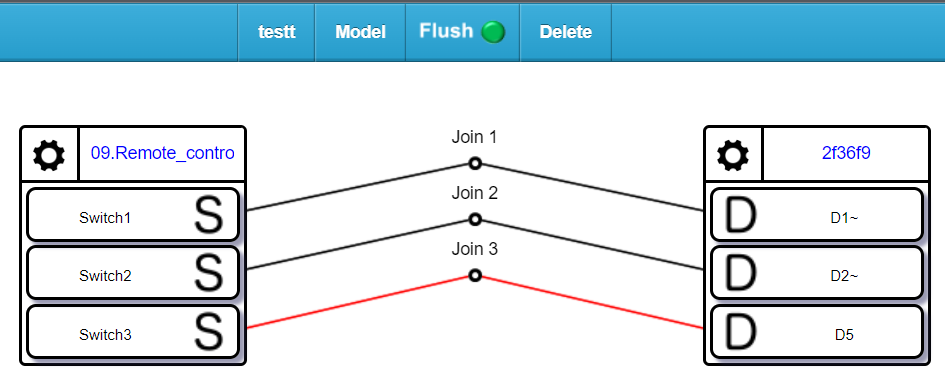 testt Model Flush Delete
Join 1
09.Remote_contro 2f36f9
Join 2
Switch1 S D D1~
Join 3
Switch2 S D D2~
Switch3 S D D5